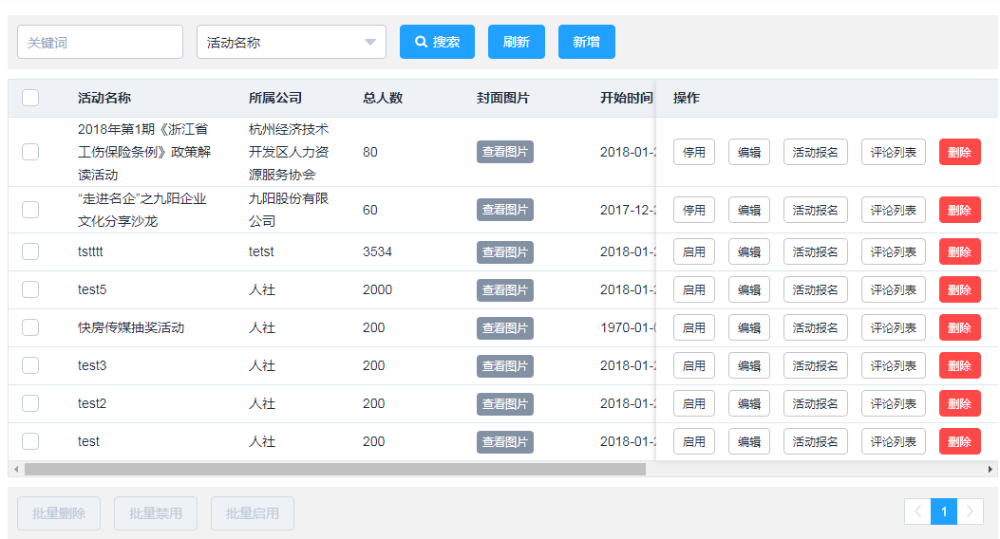 关键词 活动名称 搜索 刷新 新增
活动名称 所属公司 总人数 封面图片 开始时间 操作
2018年第1期《浙江省 杭州经济技术
工伤保险条例》政策解 开发区人力资 80 查看图片 2018-01-2 停用 编辑 活动报名 评论列表 删除
读活动 源服务协会
“走进名企”之九阳企业 九阳股份有限
60 查看图片 2017-12-2 停用 编辑 活动报名 评论列表 删除
文化分享沙龙 公司
tstttt tetst 3534 查看图片 2018-01-2 启用 编辑 活动报名 评论列表 删除
test5 人社 2000 查看图片 2018-01-2 启用 编辑 活动报名 评论列表 删除
快房传媒抽奖活动 人社 200 查看图片 1970-01-0 启用 编辑 活动报名 评论列表 删除
test3 人社 200 查看图片 2018-01-2 启用 编辑 活动报名 评论列表 删除
test2 人社 200 查看图片 2018-01-2 启用 编辑 活动报名 评论列表 删除
test 人社 200 查看图片 2018-01-2 启用 编辑 活动报名 评论列表 删除
批量删除 批量禁用 批量启用 1